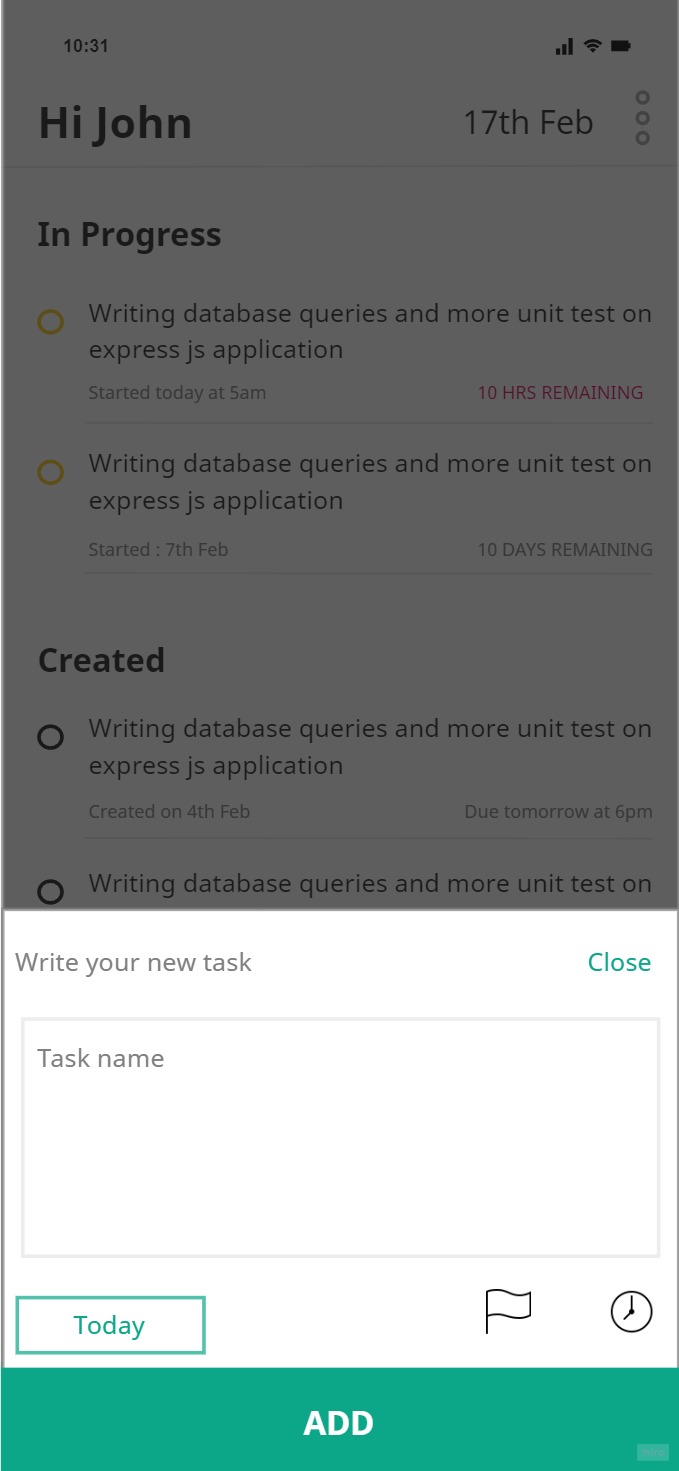 10:31
Hi John
17th Feb
In Progress
Writing database queries and more unit test on
express js application
Started today at 5am
10 HRS REMAINING
Writing database queries and more unit test on
express js application
Started : 7th Feb
10 DAYS REMAINING
Created
Writing database queries and more unit test on
express js application
Created on 4th Feb
Due tomorrow at 6pm
Writing database queries and more unit test on
Write your new task
Close
Task name
Today
ADD
miro